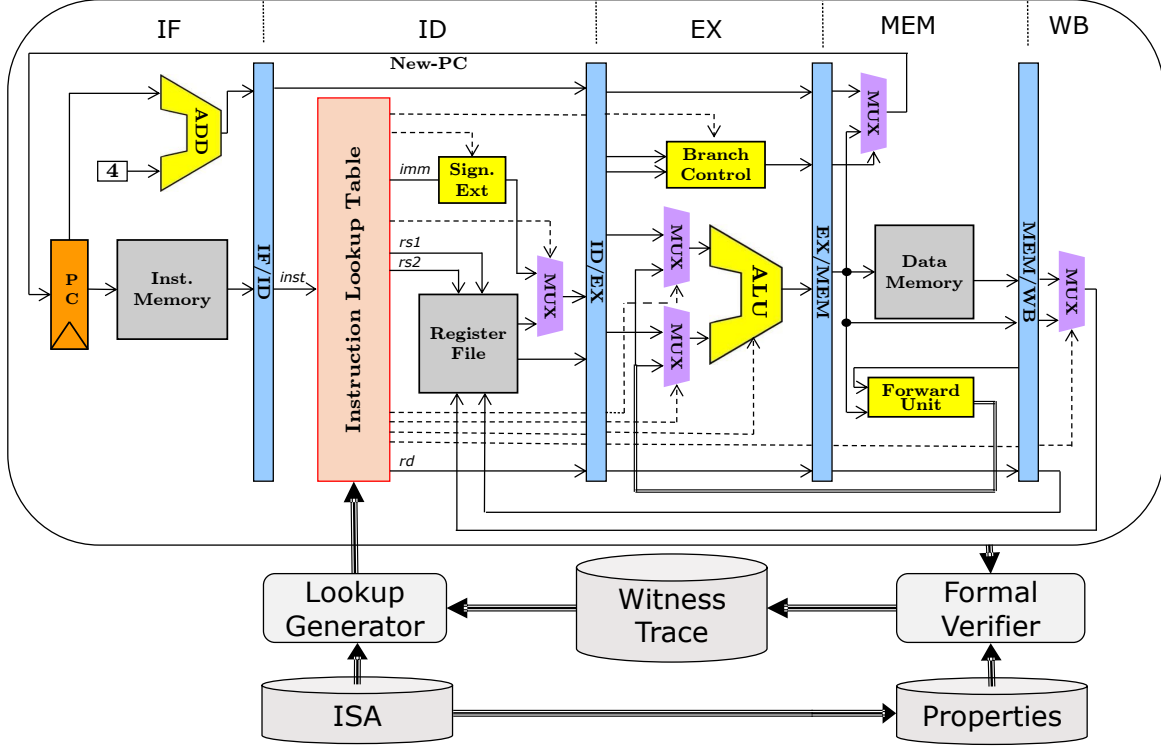 IF
ID
EX
MEM
WB
New-PC
ADD
4
PC
Inst.
Memory
IF/ID
inst
Instruction Lookup Table
imm
Sign.
Ext
rs1
rs2
MUX
Register
File
rd
ID/EX
Branch
Control
MUX
MUX
ALU
EX/MEM
MUX
Data
Memory
Forward
Unit
MEM/WB
MUX
Lookup
Generator
Witness
Trace
Formal
Verifier
ISA
Properties